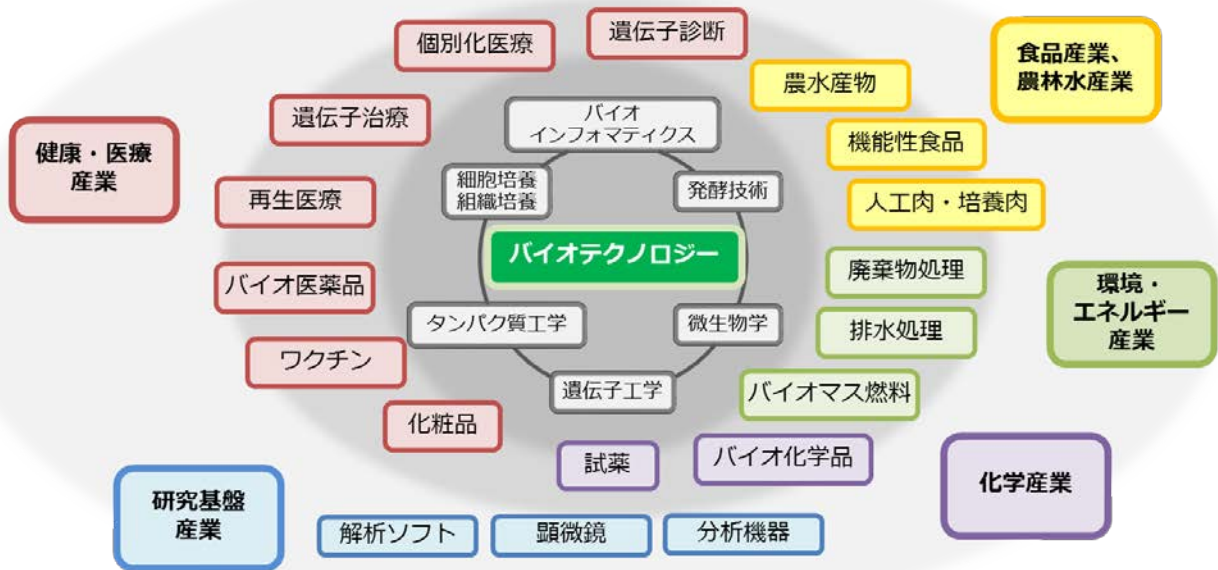 個別化医療
遺伝子診断
食品産業、
農林水産業
農水産物
遺伝子治療
バイオ
インフォマティクス
機能性食品
健康・医療
産業
細胞培養
組織培養
発酵技術
再生医療
人工肉・培養肉
バイオテクノロジー
廃棄物処理
バイオ医薬品
環境・
エネルギー
産業
タンパク質工学
微生物学
排水処理
ワクチン
遺伝子工学
バイオマス燃料
化粧品
試薬
バイオ化学品
化学産業
研究基盤
産業
解析ソフト
顕微鏡
分析機器